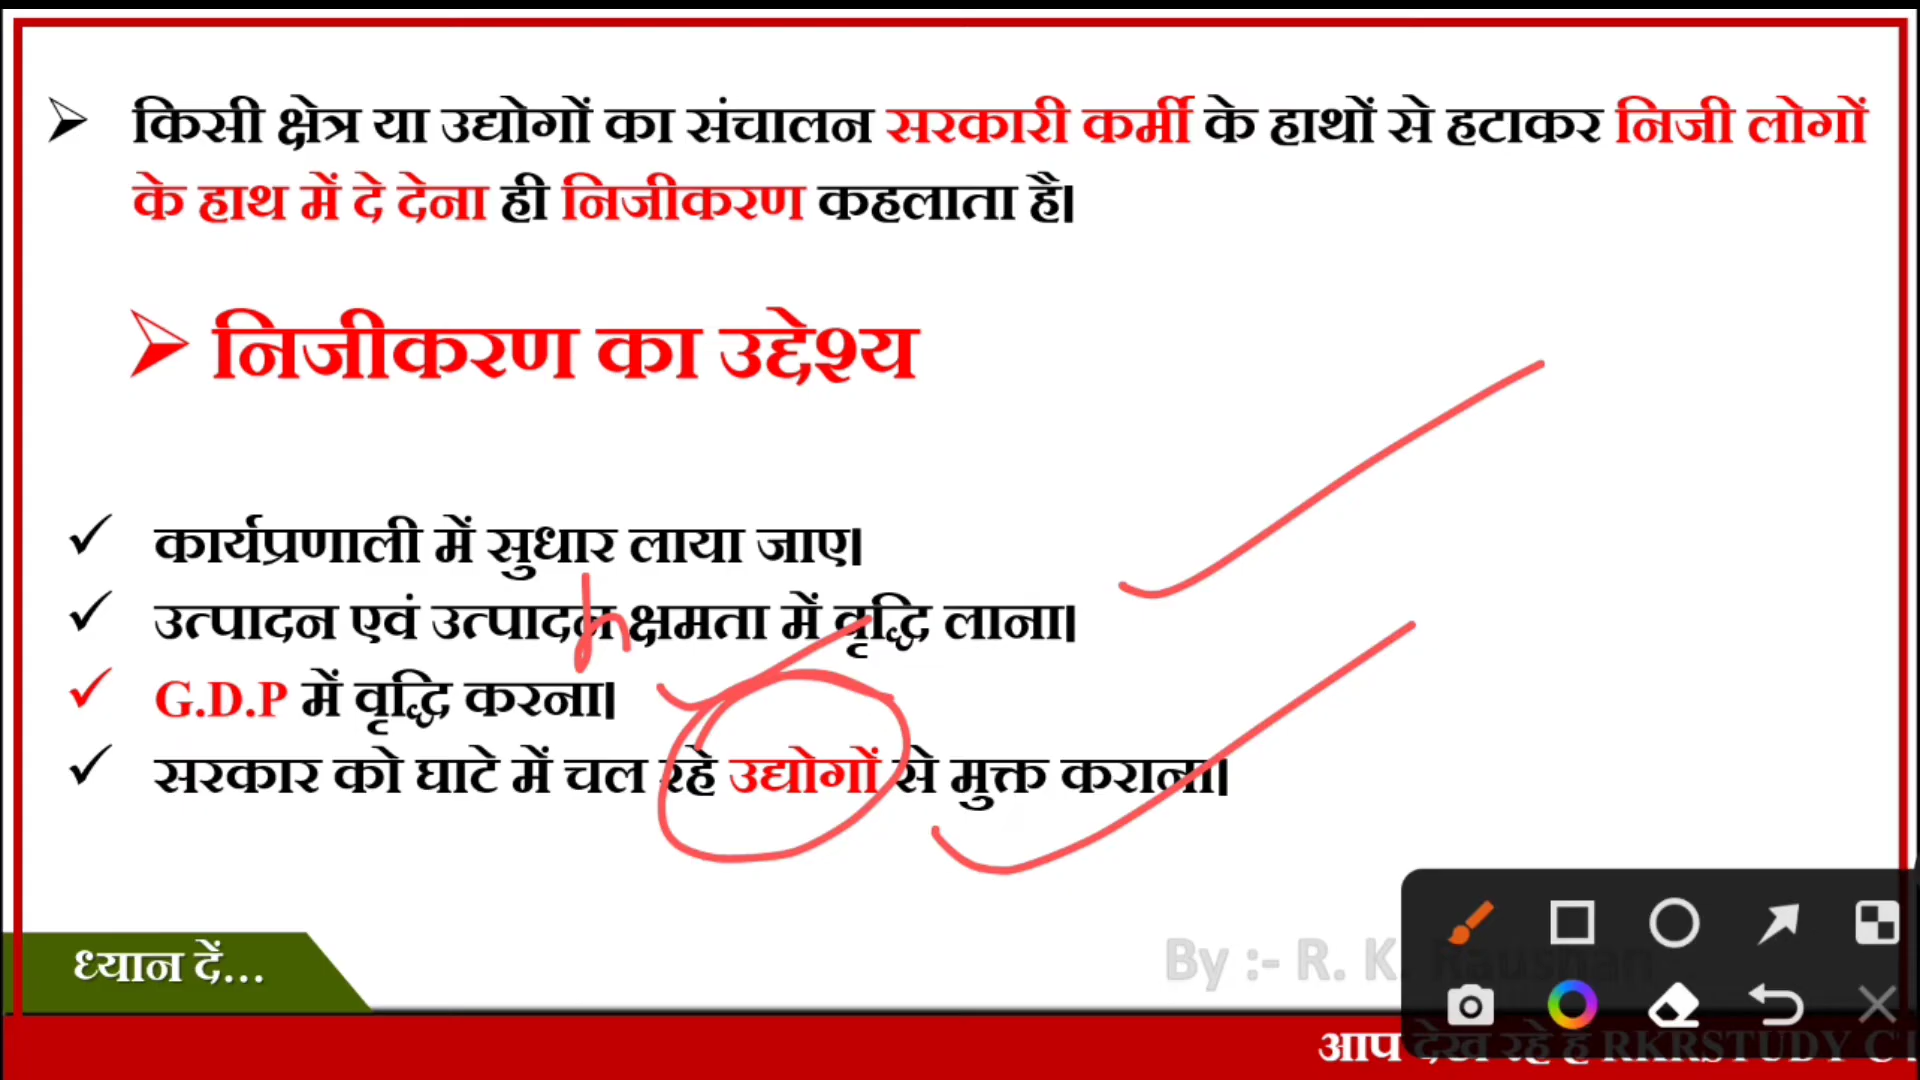 किसी क्षेत्र या उद्योगों का संचालन सरकारी कर्मी के हाथों से हटाकर निजी लोगों
के हाथ में दे देना ही निजीकरण कहलाता है।
निजीकरण का उद्देश्य
कार्यप्रणाली में सुधार लाया जाए।
उत्पादन एवं उत्पादन क्षमता में वृद्धि लाना।
G.D.P में वृद्धि करना।
सरकार को घाटे में चल रहे उद्योगों से मुक्त कराना।
ध्यान दें...
By :- R. K. Raushan
आप देख रहे है RKRSTUDY